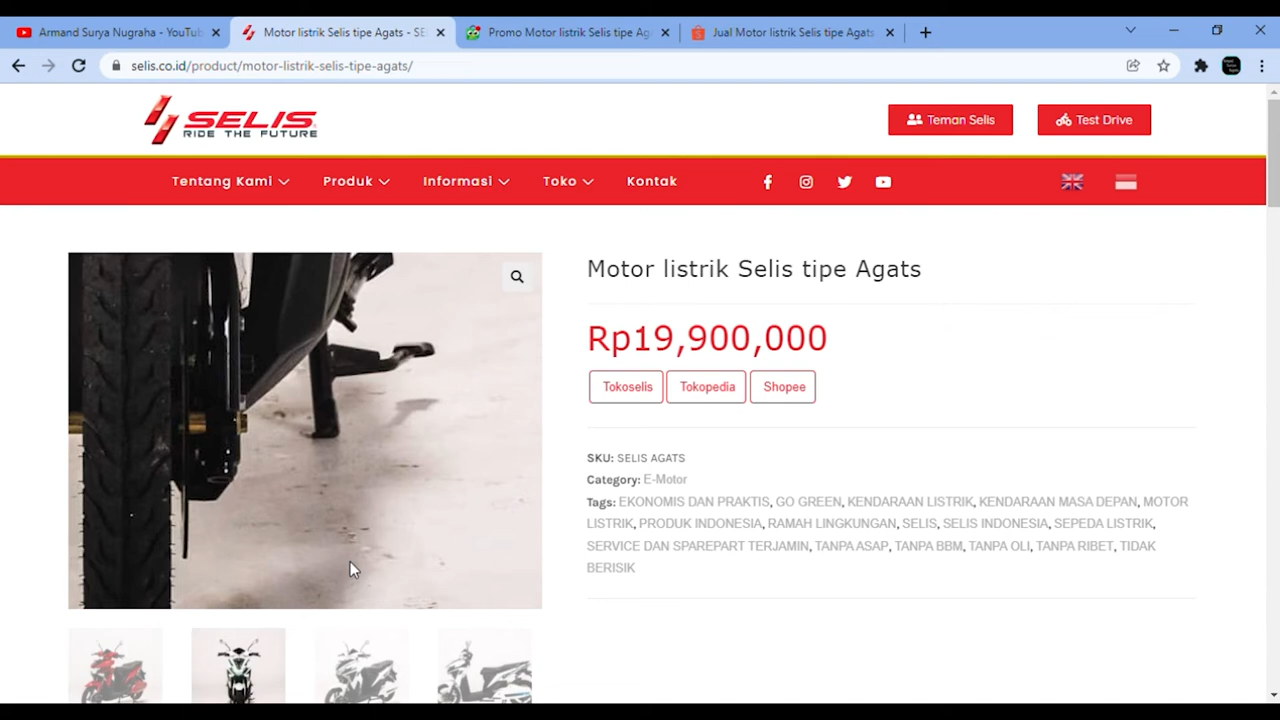 Armand Surya Nugraha - YouTub
Motor listrik Selis tipe Agats - SE
Promo Motor listrik Selis tipe Ag
Jual Motor listrik Selis tipe Agats
selis.co.id/product/motor-listrik-selis-tipe-agats/
SELIS
RIDE THE FUTURE
Teman Selis
Test Drive
Tentang Kami
Produk
Informasi
Toko
Kontak
Motor listrik Selis tipe Agats
Rp19,900,000
Tokoselis
Tokopedia
Shopee
SKU: SELIS AGATS
Category: E-Motor
Tags: EKONOMIS DAN PRAKTIS, GO GREEN, KENDARAAN LISTRIK, KENDARAAN MASA DEPAN, MOTOR
LISTRIK, PRODUK INDONESIA, RAMAH LINGKUNGAN, SELIS, SELIS INDONESIA, SEPEDA LISTRIK,
SERVICE DAN SPAREPART TERJAMIN, TANPA ASAP, TANPA BBM, TANPA OLI, TANPA RIBET, TIDAK
BERISIK